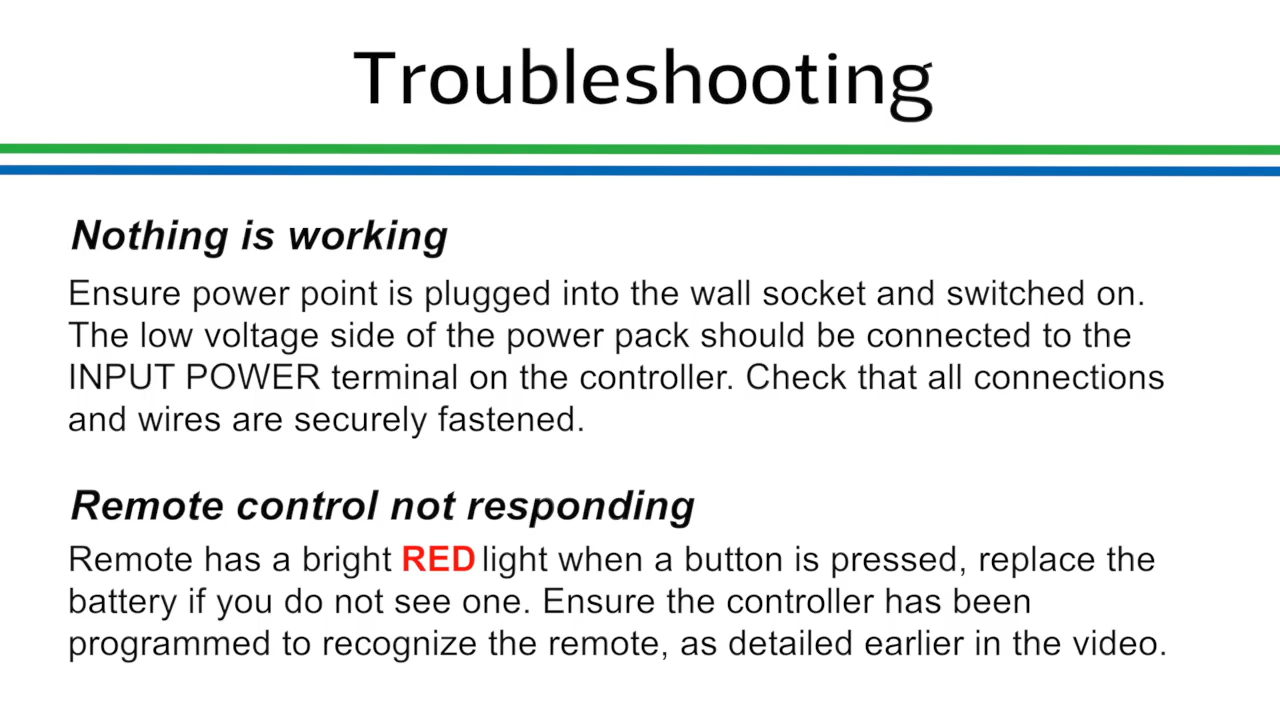 Troubleshooting
Nothing is working
Ensure power point is plugged into the wall socket and switched on.
The low voltage side of the power pack should be connected to the
INPUT POWER terminal on the controller. Check that all connections
and wires are securely fastened.
Remote control not responding
Remote has a bright RED light when a button is pressed, replace the
battery if you do not see one. Ensure the controller has been
programmed to recognize the remote, as detailed earlier in the video.